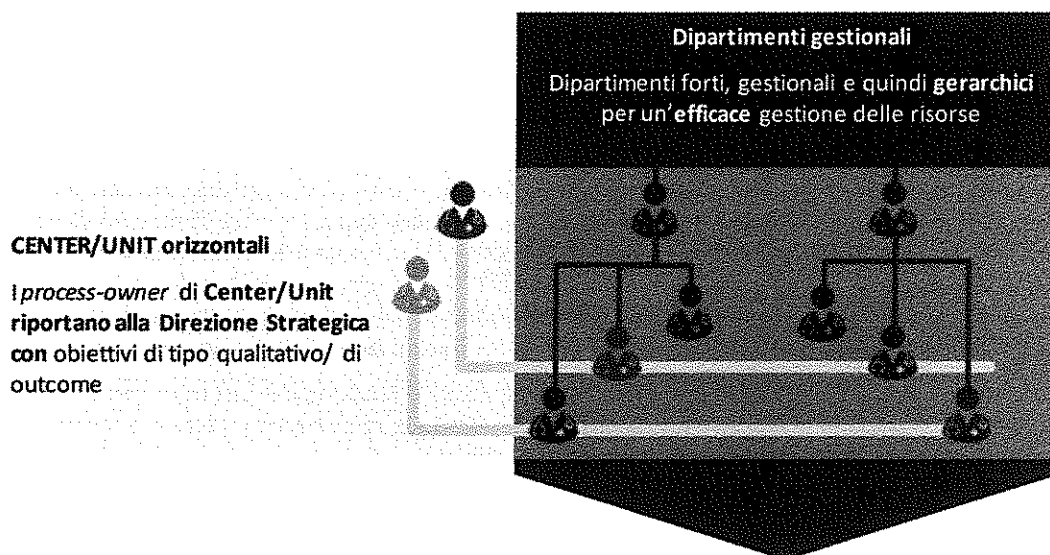 Dipartimenti gestionali
Dipartimenti forti, gestionali e quindi gerarchici
per un'efficace gestione delle risorse
CENTER/UNIT orizzontali
I process-owner di Center/Unit
riportano alla Direzione Strategica
con obiettivi di tipo qualitativo/ di
outcome